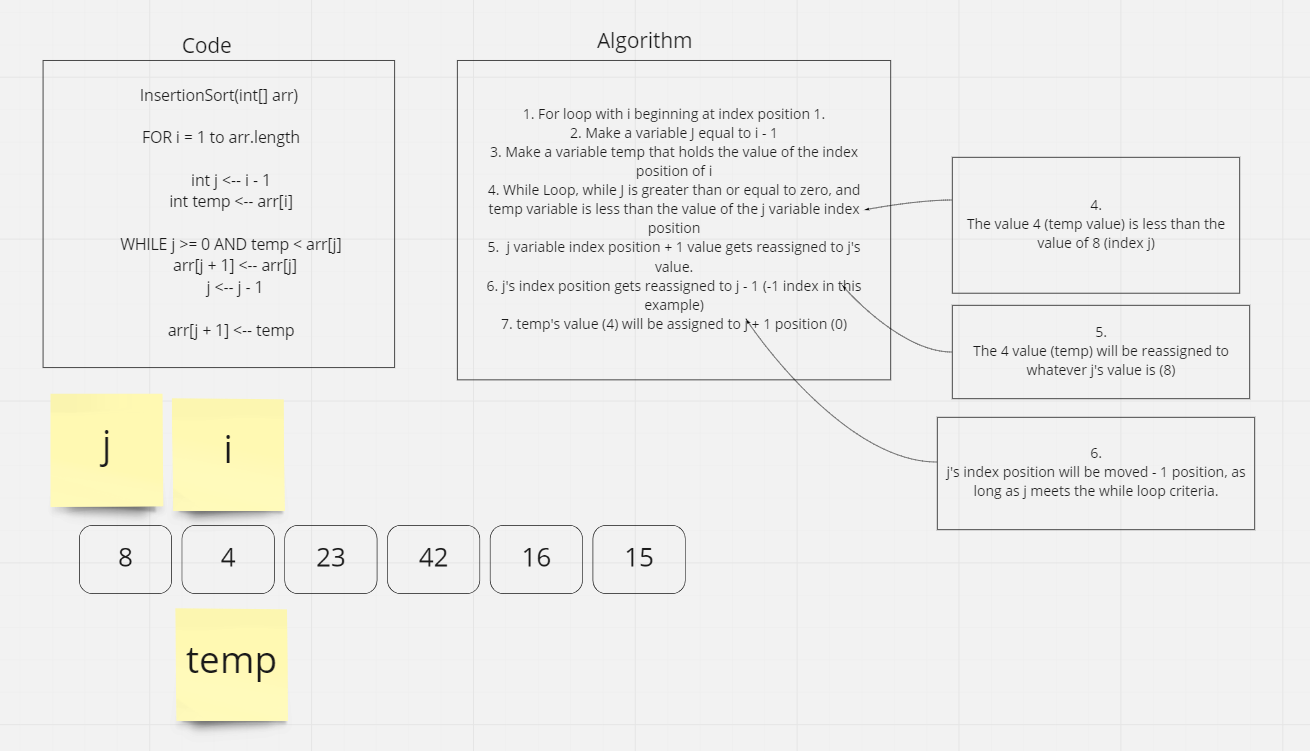 Code
InsertionSort(int[] arr)
FOR i = 1 to arr.length
int j <-- i - 1
int temp <-- arr[i]
WHILE j >= 0 AND temp < arr[j]
arr[j + 1] <-- arr[j]
j <-- j - 1
arr[j + 1] <-- temp
Algorithm
1. For loop with i beginning at index position 1.
2. Make a variable J equal to i - 1
3. Make a variable temp that holds the value of the index
position of i
4. While Loop, while J is greater than or equal to zero, and
temp variable is less than the value of the j variable index
position
5. j variable index position + 1 value gets reassigned to j's
value.
6. j's index position gets reassigned to j - 1 (-1 index in this
example)
7. temp's value (4) will be assigned to j + 1 position (0)
4.
The value 4 (temp value) is less than the
value of 8 (index j)
5.
The 4 value (temp) will be reassigned to
whatever j's value is (8)
6.
j's index position will be moved - 1 position, as
long as j meets the while loop criteria.
j
i
8
4
23
42
16
15
temp